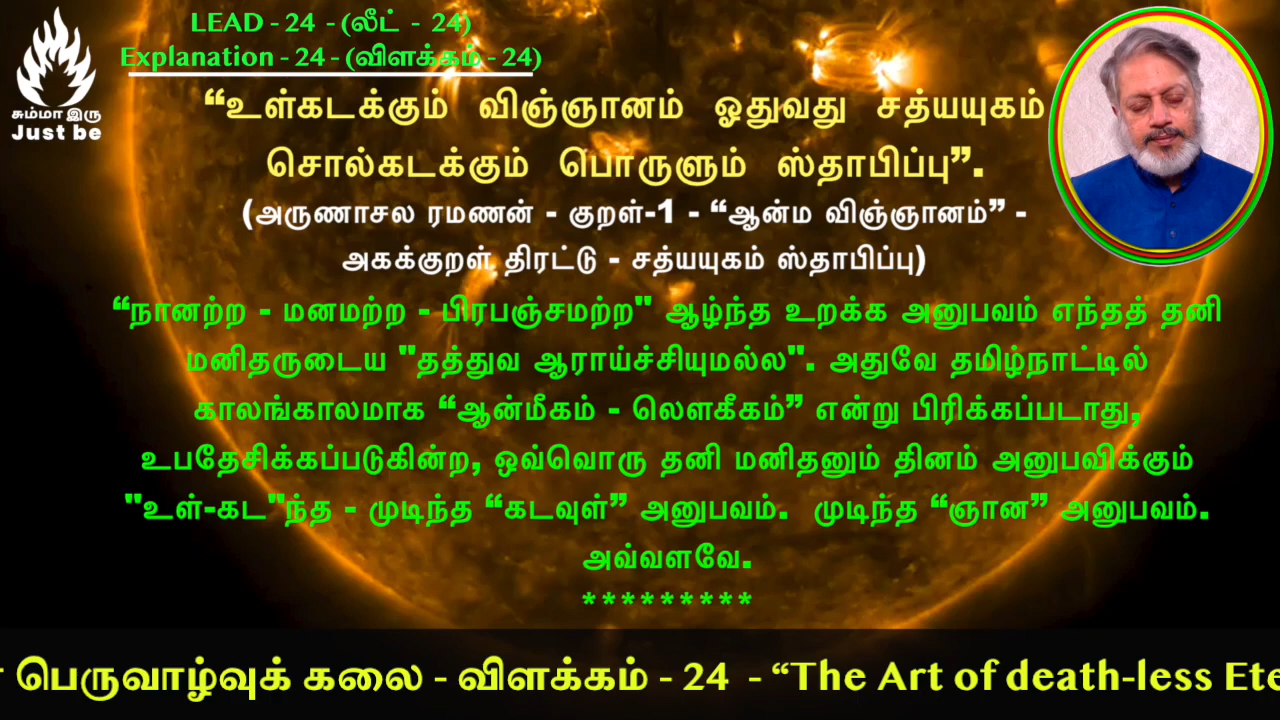 LEAD - 24 - (லீட் - 24)
Explanation - 24 - (விளக்கம் - 24)
சும்மா இரு
Just be
“உள்கடக்கும் விஞ்ஞானம் ஓதுவது சத்யயுகம்
சொல்கடக்கும் பொருளும் ஸ்தாபிப்பு”.
(அருணாசல ரமணன் - குறள்-1 - “ஆன்ம விஞ்ஞானம்” -
அகக்குறள் திரட்டு - சத்யயுகம் ஸ்தாபிப்பு)
“நானற்ற - மனமற்ற - பிரபஞ்சமற்ற" ஆழ்ந்த உறக்க அனுபவம் எந்தத் தனி
மனிதருடைய "தத்துவ ஆராய்ச்சியுமல்ல". அதுவே தமிழ்நாட்டில்
காலங்காலமாக “ஆன்மீகம் - லௌகீகம்” என்று பிரிக்கப்படாது,
உபதேசிக்கப்படுகின்ற, ஒவ்வொரு தனி மனிதனும் தினம் அனுபவிக்கும்
"உள்-கட"ந்த - முடிந்த “கடவுள்” அனுபவம். முடிந்த “ஞான” அனுபவம்.
அவ்வளவே.
*********
பெருவாழ்வுக் கலை - விளக்கம் - 24 - “The Art of death-less Ete